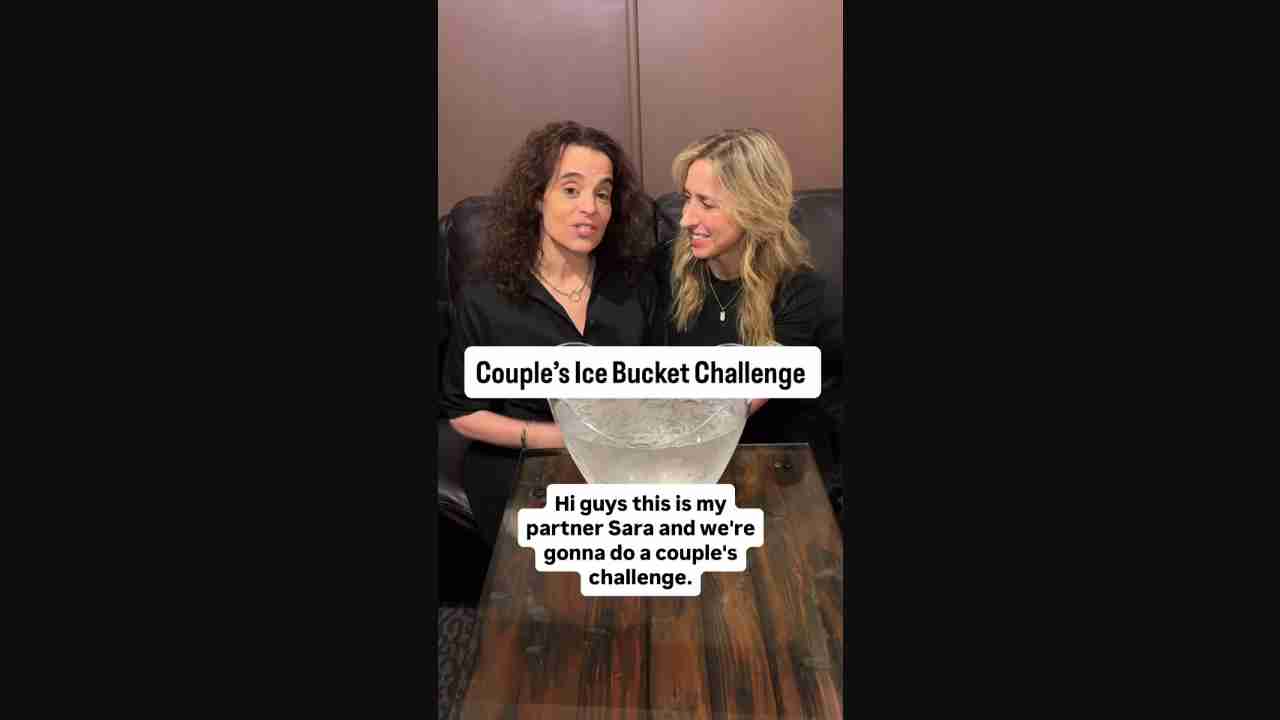 Couple’s Ice Bucket Challenge
Hi guys this is my
partner Sara and we're
gonna do a couple's
challenge.